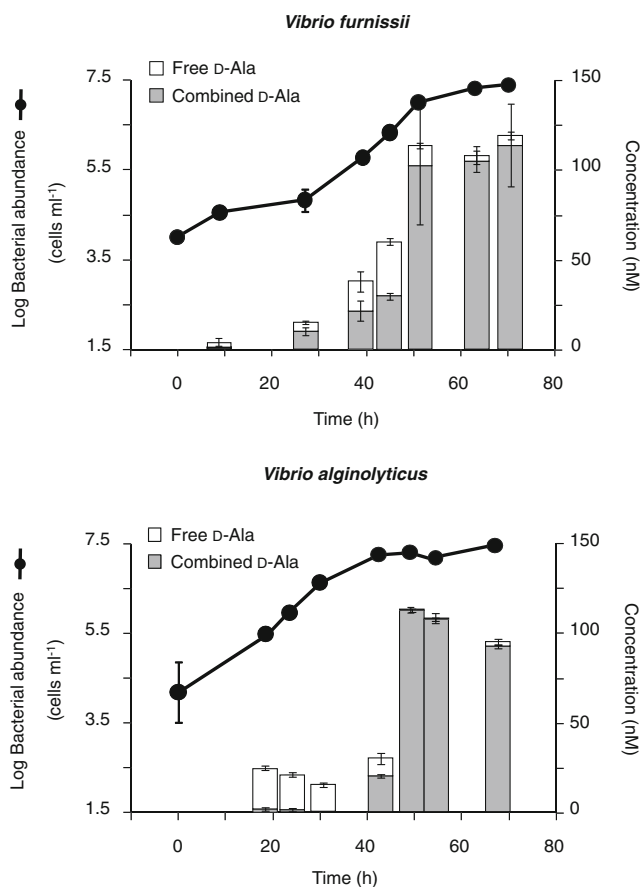 Vibrio furnissii
Free D-Ala
Combined D-Ala
Log Bacterial abundance
(cells ml-1)
7.5
5.5
3.5
1.5
150
100
50
0
Concentration (nM)
0 20 40 60 80
Time (h)
Vibrio alginolyticus
Free D-Ala
Combined D-Ala
Log Bacterial abundance
(cells ml-1)
7.5
5.5
3.5
1.5
150
100
50
0
Concentration (nM)
0 20 40 60 80
Time (h)